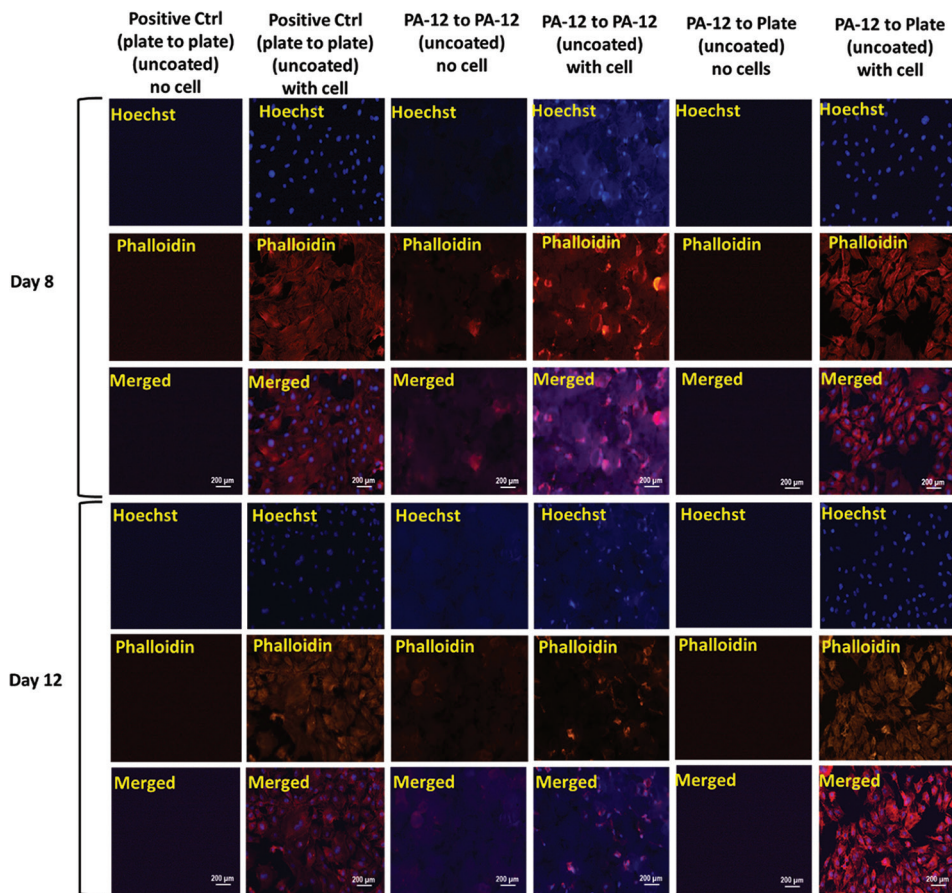 Positive Ctrl
(plate to plate)
(uncoated)
no cell
Positive Ctrl
(plate to plate)
(uncoated)
with cell
PA-12 to PA-12
(uncoated)
no cell
PA-12 to PA-12
(uncoated)
with cell
PA-12 to Plate
(uncoated)
no cells
PA-12 to Plate
(uncoated)
with cell
Day 8
Hoechst
Hoechst
Hoechst
Hoechst
Hoechst
Hoechst
Phalloidin
Phalloidin
Phalloidin
Phalloidin
Phalloidin
Phalloidin
Merged
Merged
Merged
Merged
Merged
Merged
200 µm
200 µm
200 µm
200 µm
200 µm
200 µm
Day 12
Hoechst
Hoechst
Hoechst
Hoechst
Hoechst
Hoechst
Phalloidin
Phalloidin
Phalloidin
Phalloidin
Phalloidin
Phalloidin
Merged
Merged
Merged
Merged
Merged
Merged
200 µm
200 µm
200 µm
200 µm
200 µm
200 µm